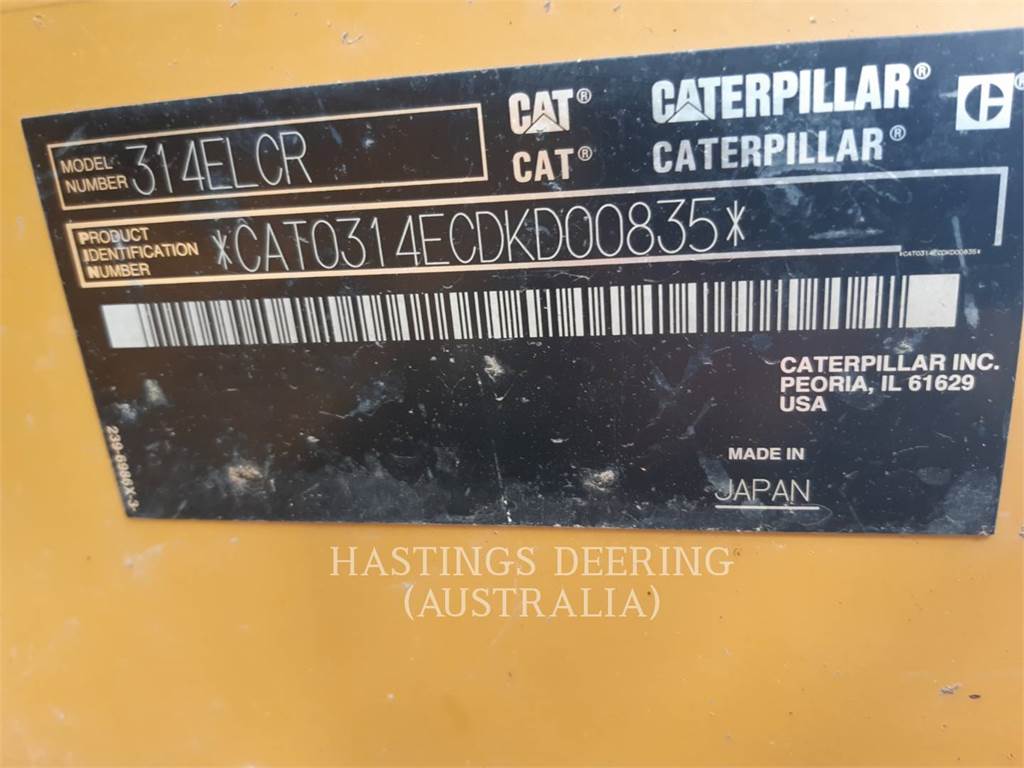 CAT® CATERPILLAR®
CAT® CATERPILLAR®
MODEL NUMBER 314ELCR
PRODUCT IDENTIFICATION NUMBER *CAT0314ECDKD00835*
*CAT0314ECDKD00835*
CATERPILLAR INC.
PEORIA, IL 61629
USA
MADE IN
JAPAN
HASTINGS DEERING
(AUSTRALIA)